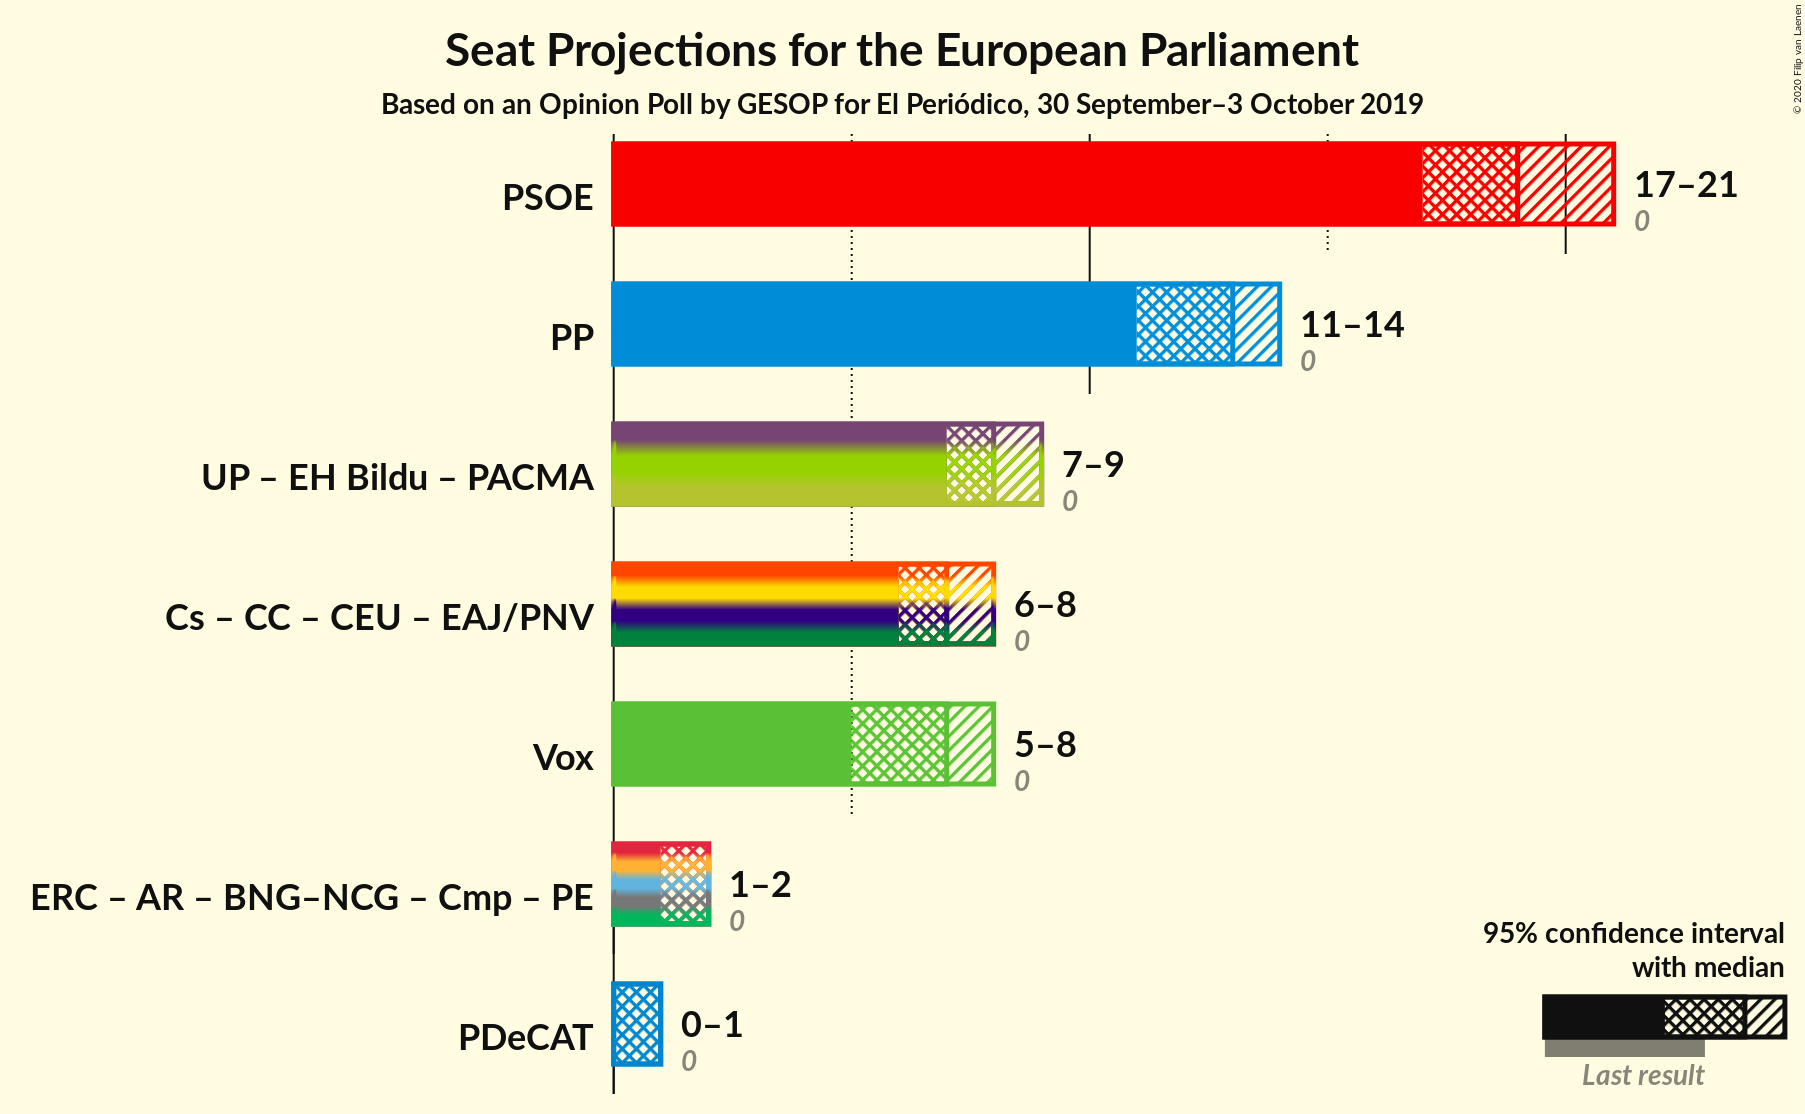 Seat Projections for the European Parliament
Based on an Opinion Poll by GESOP for El Periódico, 30 September–3 October 2019
© 2020 Filip van Laenen
PSOE
17–21
0
PP
11–14
0
UP – EH Bildu – PACMA
7–9
0
Cs – CC – CEU – EAJ/PNV
6–8
0
Vox
5–8
0
ERC – AR – BNG–NCG – Cmp – PE
1–2
0
PDeCAT
0–1
0
95% confidence interval
with median
Last result